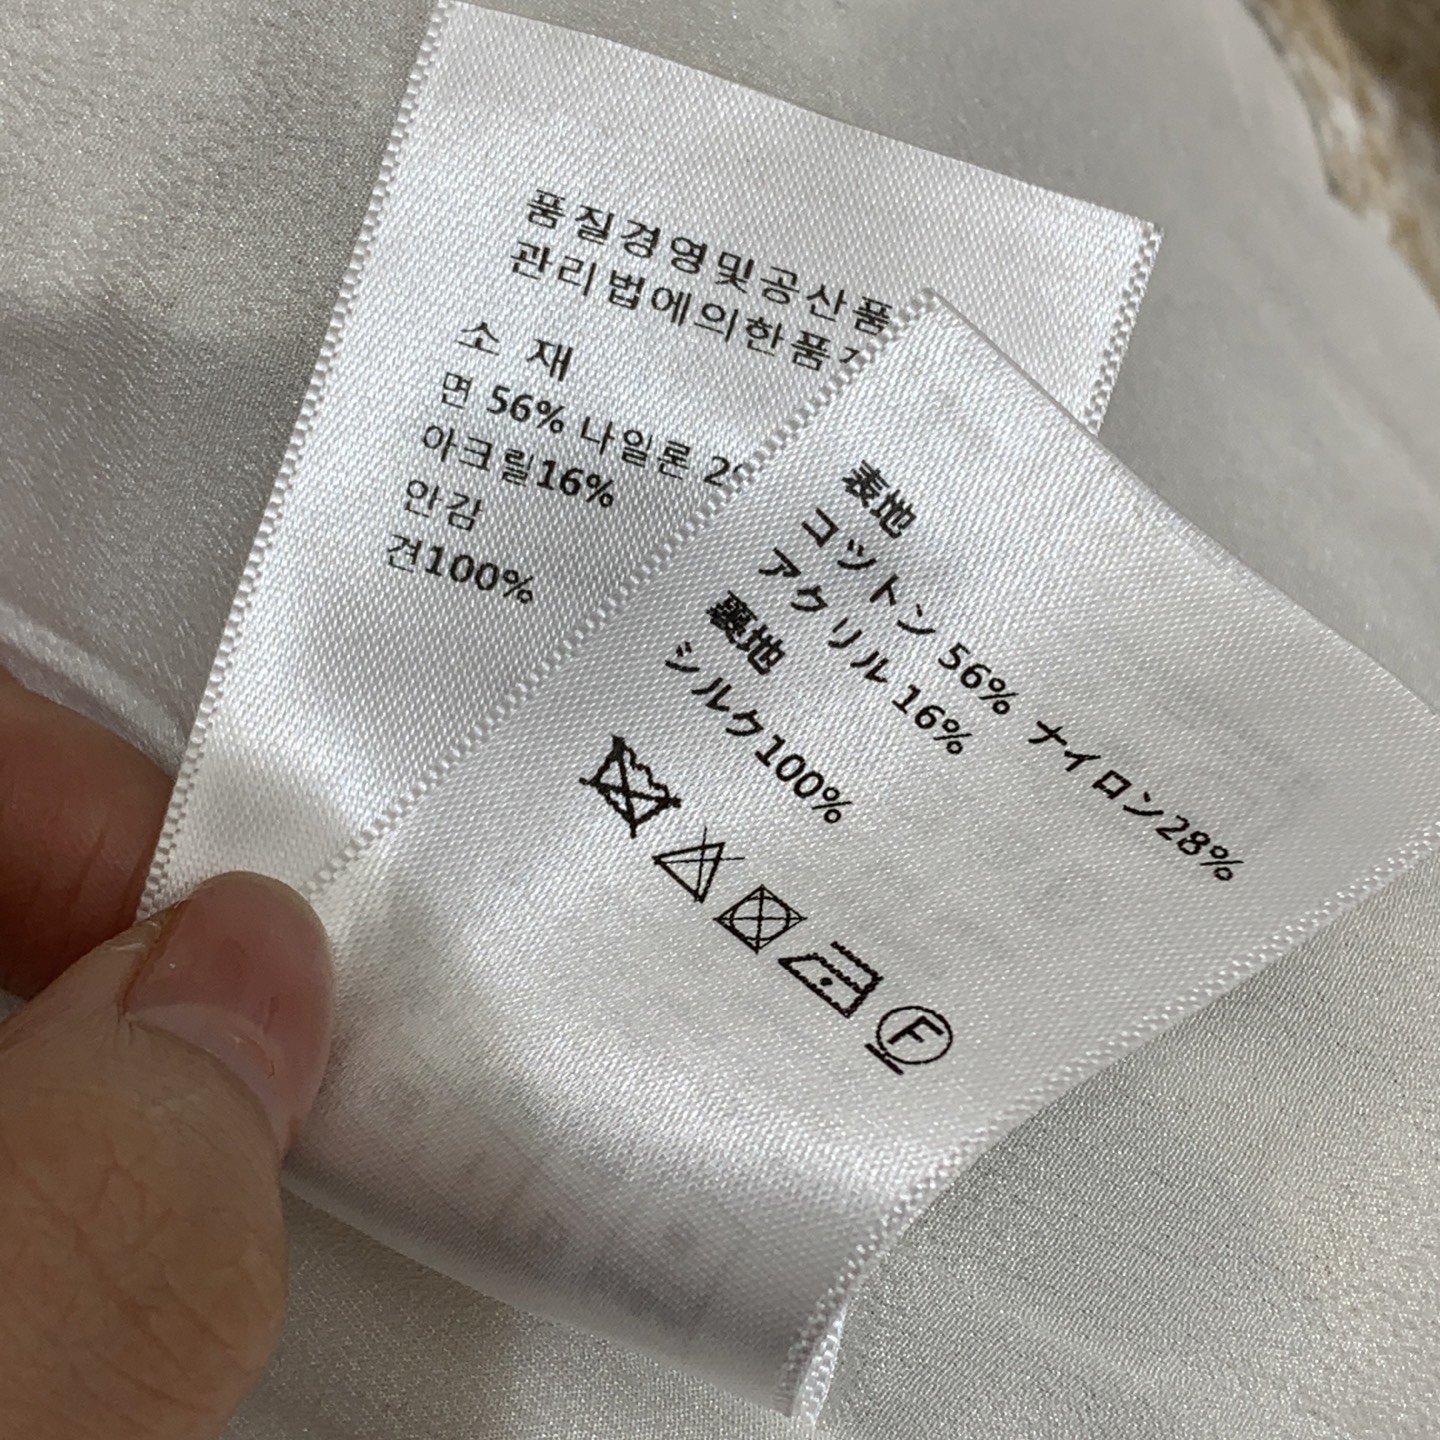 품질경영및공산품
관리법에의한품
소 재
면 56% 나일론
아크릴16%
안감
견100%
表地
コットン 56% ナイロン28%
アクリル 16%
裏地
シルク100%
F